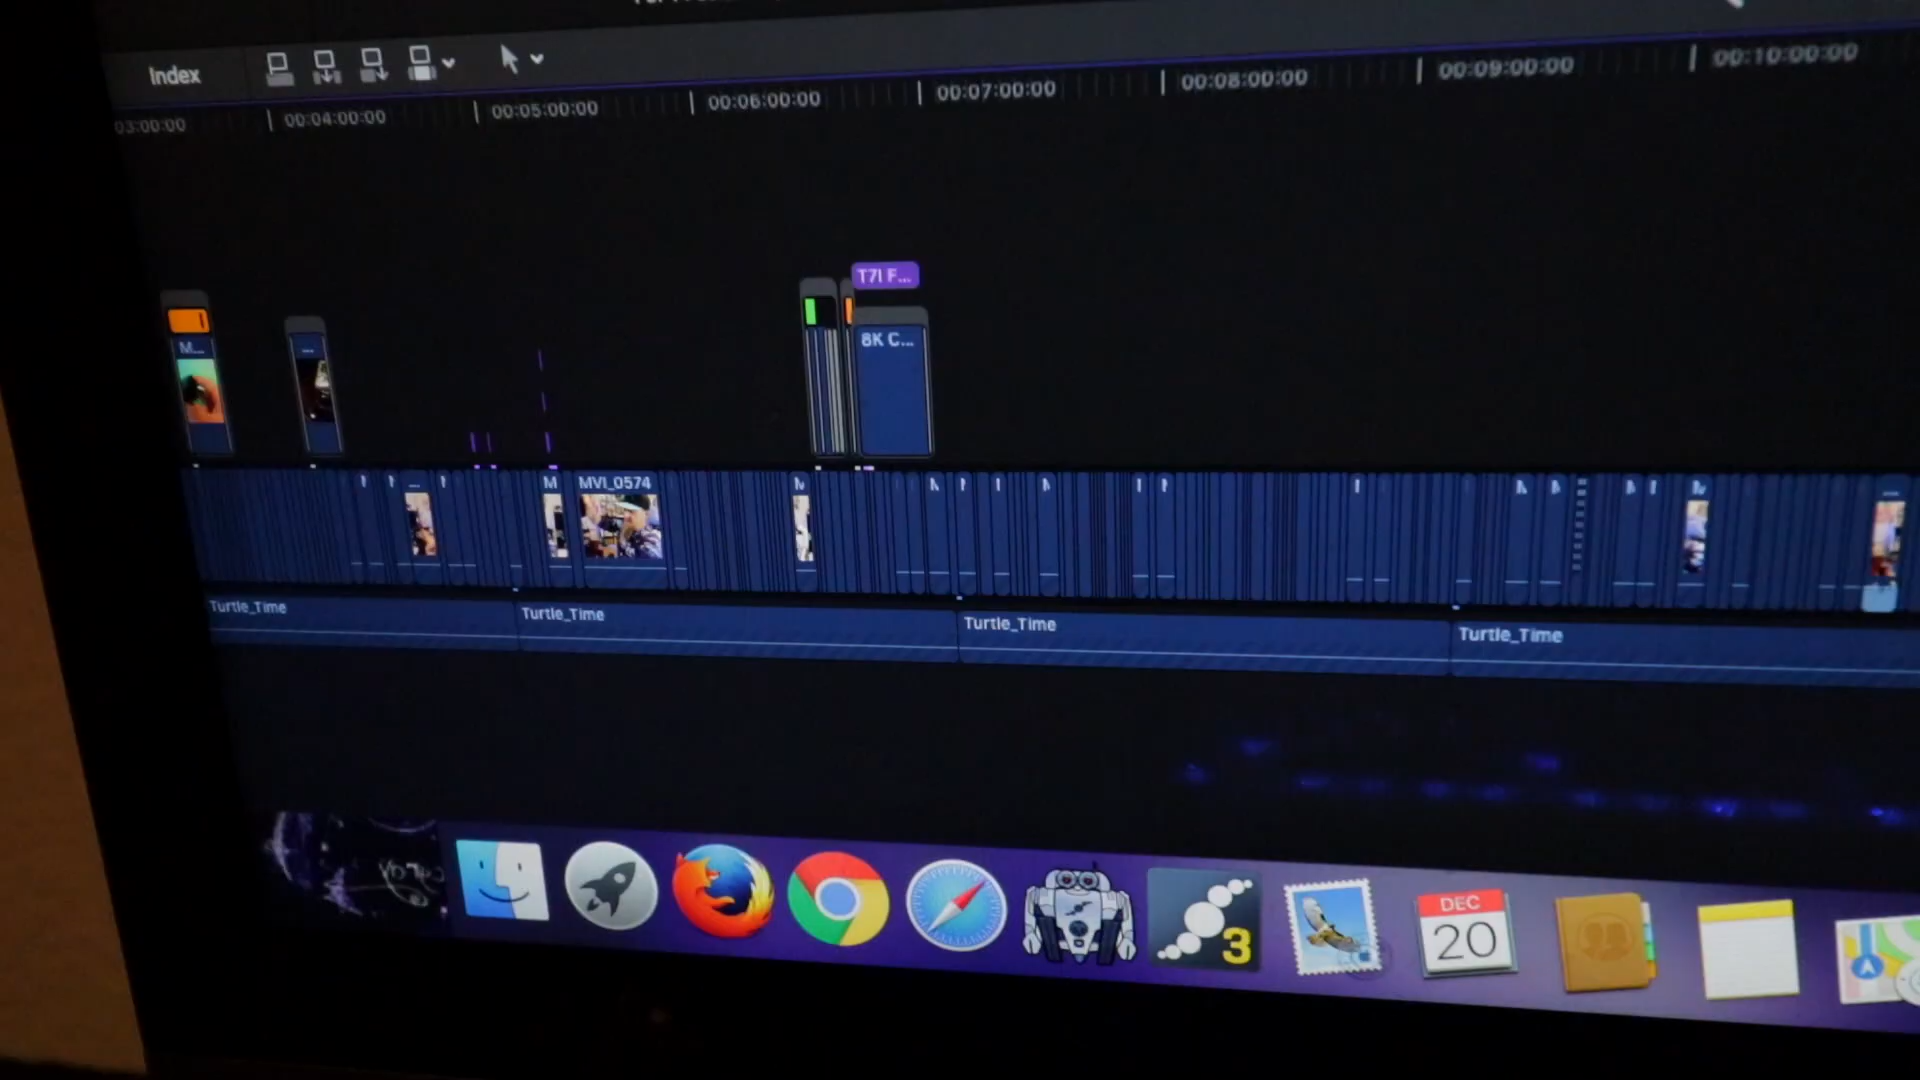 Index
03:00:00 00:04:00:00 00:05:00:00 00:06:00:00 00:07:00:00 00:08:00:00 00:09:00:00 00:10:00:00
T7I F...
M... ... 8K C...
... M MVI_0574 M M ...
Turtle_Time Turtle_Time Turtle_Time Turtle_Time
3
DEC
20